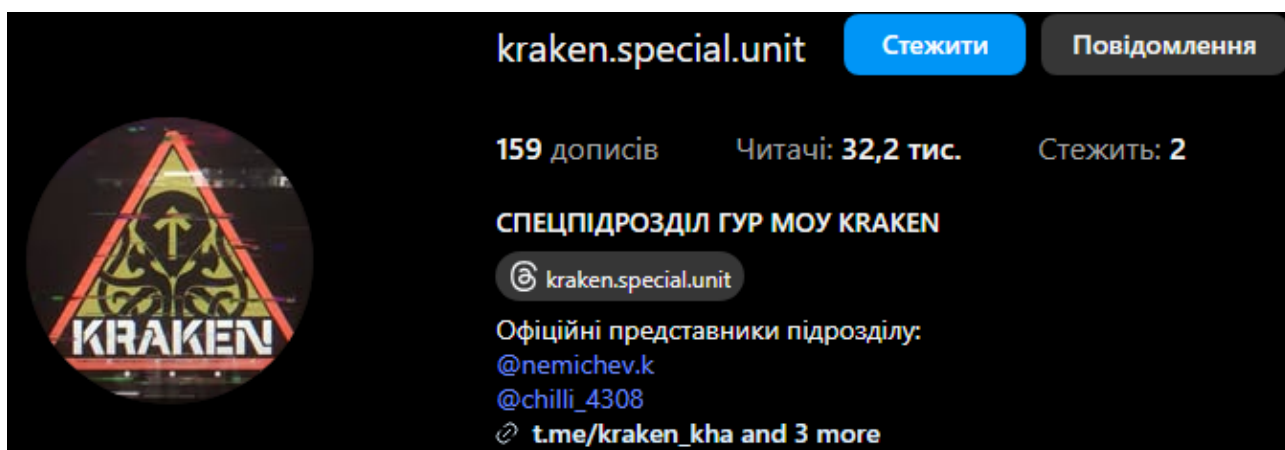 kraken.special.unit Стежити Повідомлення
159 дописів Читачі: 32,2 тис. Стежить: 2
СПЕЦПІДРОЗДІЛ ГУР МОУ KRAKEN
kraken.special.unit
Офіційні представники підрозділу:
@nemichev.k
@chilli_4308
t.me/kraken_kha and 3 more
KRAKEN